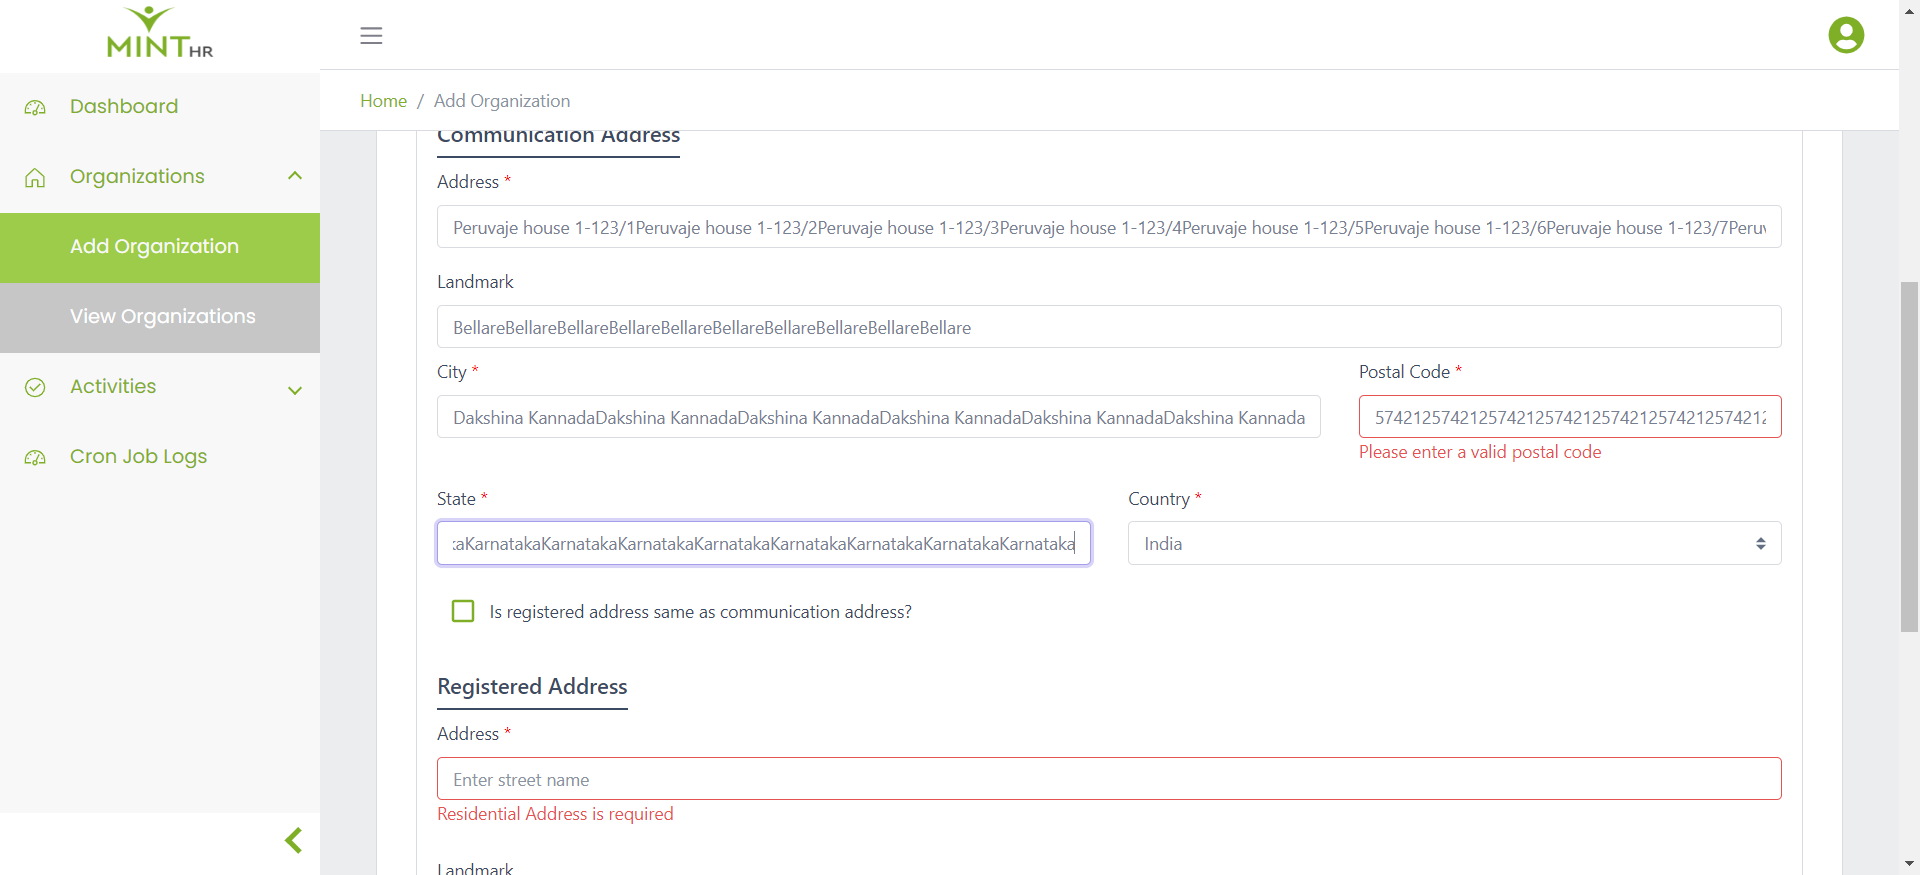 MINT HR
Dashboard
Organizations
Add Organization
View Organizations
Activities
Cron Job Logs
Home / Add Organization
Communication Address
Address *
Peruvaje house 1-123/1Peruvaje house 1-123/2Peruvaje house 1-123/3Peruvaje house 1-123/4Peruvaje house 1-123/5Peruvaje house 1-123/6Peruvaje house 1-123/7Peruv
Landmark
BellareBellareBellareBellareBellareBellareBellareBellareBellareBellare
City *
Postal Code *
Dakshina KannadaDakshina KannadaDakshina KannadaDakshina KannadaDakshina KannadaDakshina Kannada
574212574212574212574212574212574212574212
Please enter a valid postal code
State *
Country *
kaKarnatakaKarnatakaKarnatakaKarnatakaKarnatakaKarnatakaKarnatakaKarnataka
India
Is registered address same as communication address?
Registered Address
Address *
Enter street name
Residential Address is required
Landmark